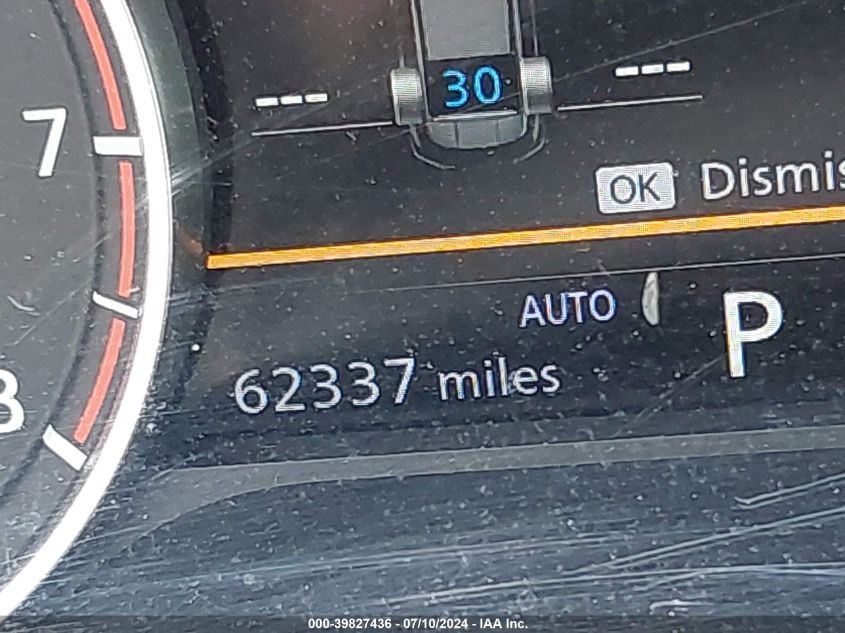 7
--- 30 ---
OK Dismis
AUTO P
62337 miles
8
000-39827436 - 07/10/2024 - IAA Inc.